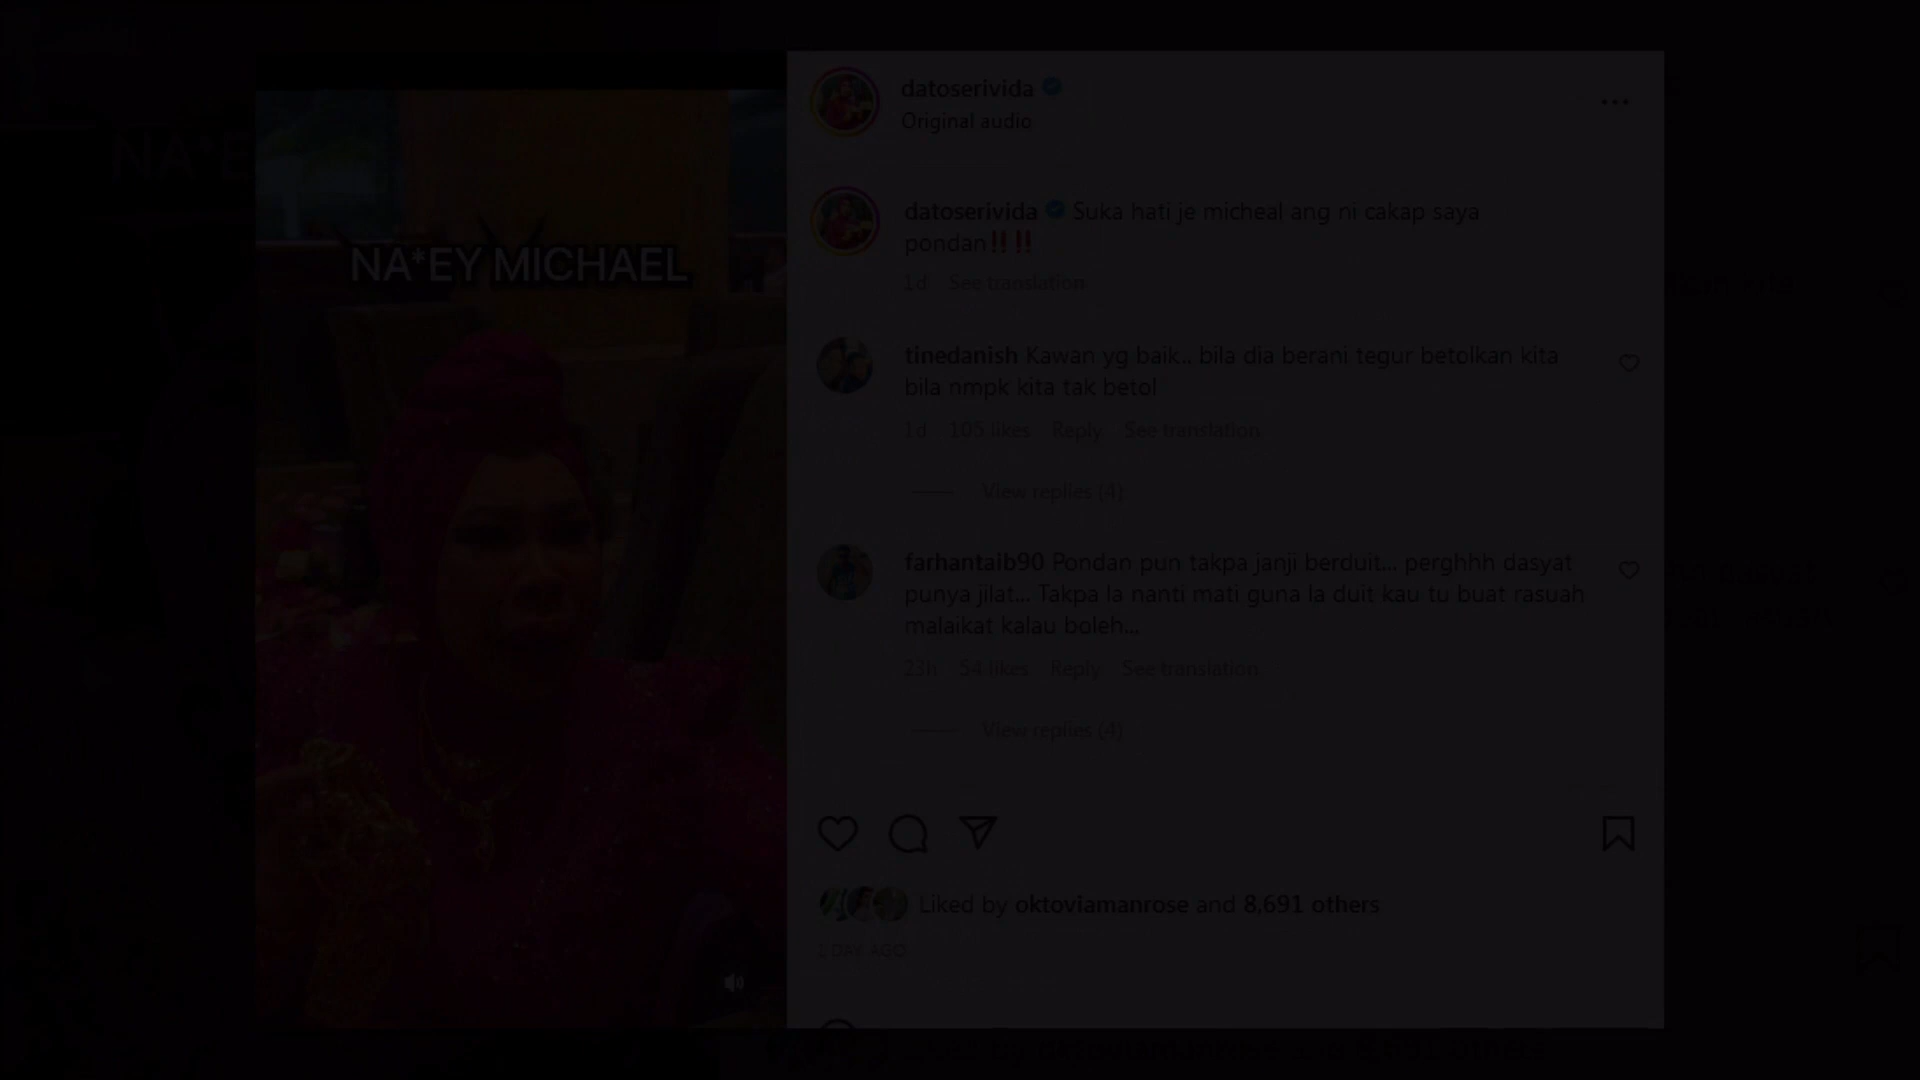 NA*EY MICHAEL
datoserivida
Original audio
datoserivida Suka hati je micheal ang ni cakap saya
pondan‼️‼️
1d See translation
tinedanish Kawan yg baik.. bila dia berani tegur betolkan kita
bila nmpk kita tak betol
1d 105 likes Reply See translation
View replies (4)
farhantaib90 Pondan pun takpa janji berduit... perghhh dasyat
punya jilat... Takpa la nanti mati guna la duit kau tu buat rasuah
malaikat kalau boleh...
23h 54 likes Reply See translation
View replies (4)
Liked by oktoviamanrose and 8,691 others
DAY AGO